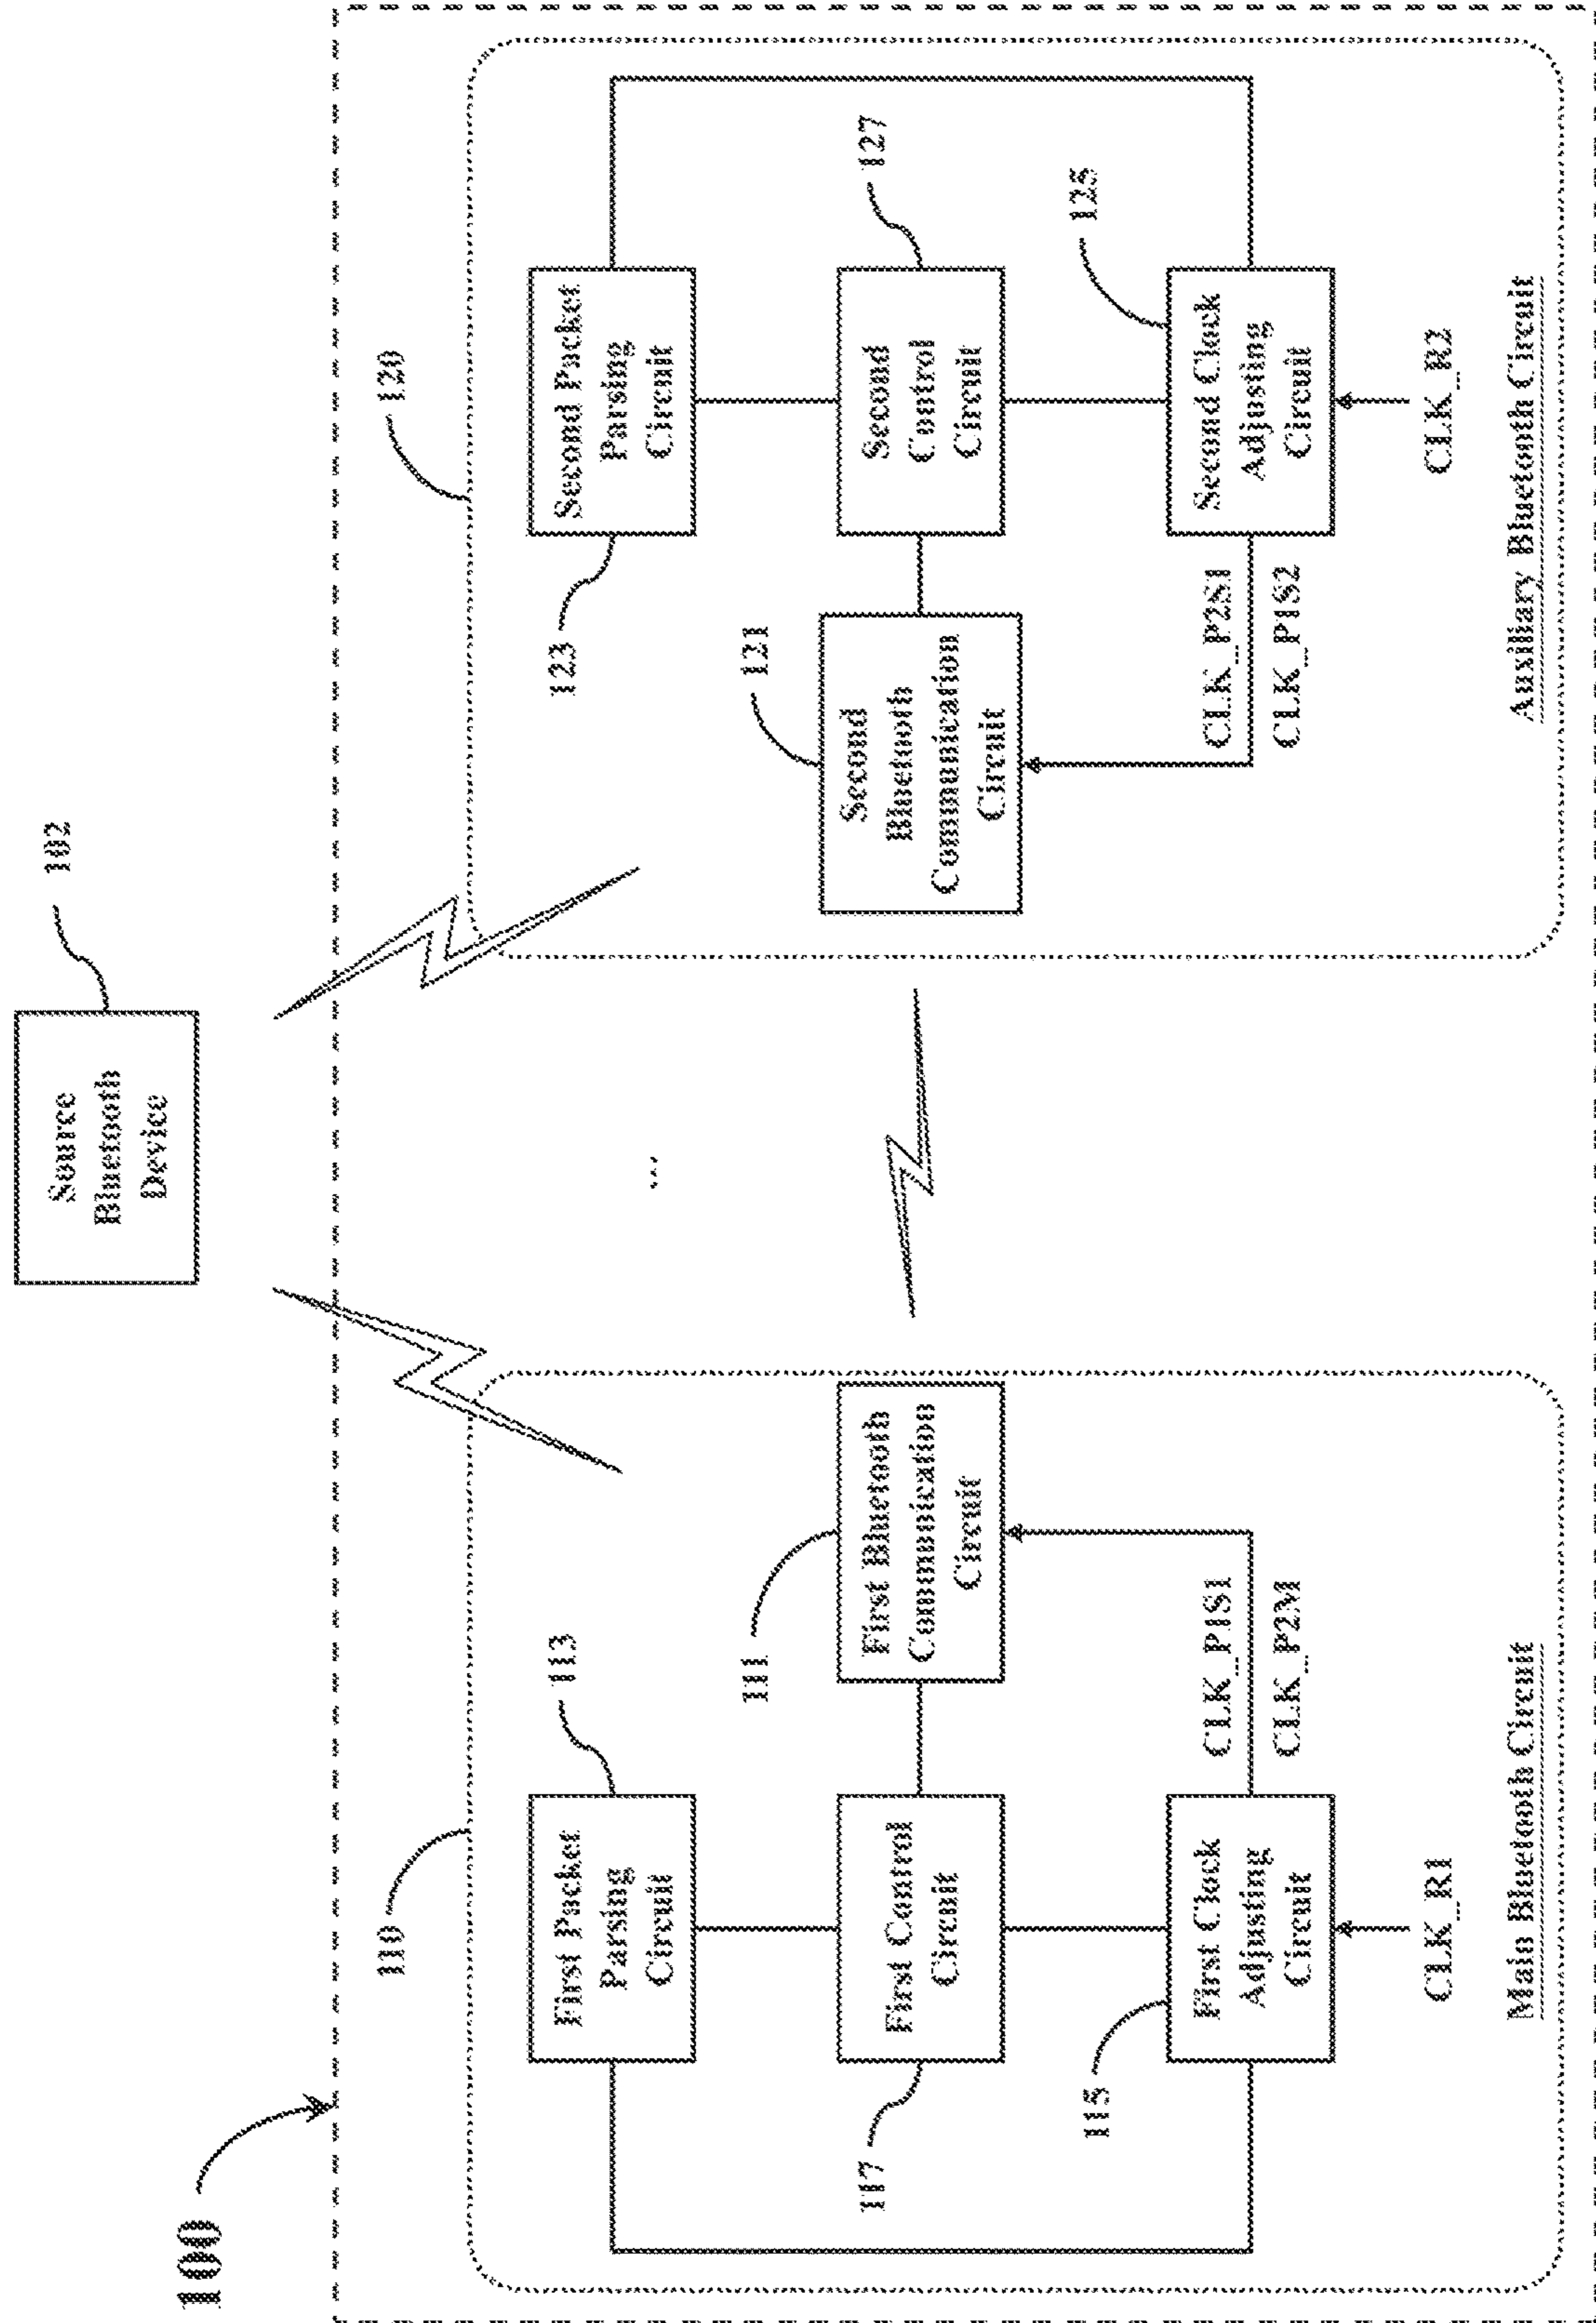 100
102
Source
Bluetooth
Device
110
113
First Packet
Parsing
Circuit
117
First Control
Circuit
111
First Bluetooth
Communication
Circuit
115
First Clock
Adjusting
Circuit
CLK_P1S1
CLK_P2M
CLK_R1
Main Bluetooth Circuit
...
120
123
Second Packet
Parsing
Circuit
121
Second
Bluetooth
Communication
Circuit
127
Second
Control
Circuit
125
Second Clock
Adjusting
Circuit
CLK_P2S1
CLK_P1S2
CLK_R2
Auxiliary Bluetooth Circuit